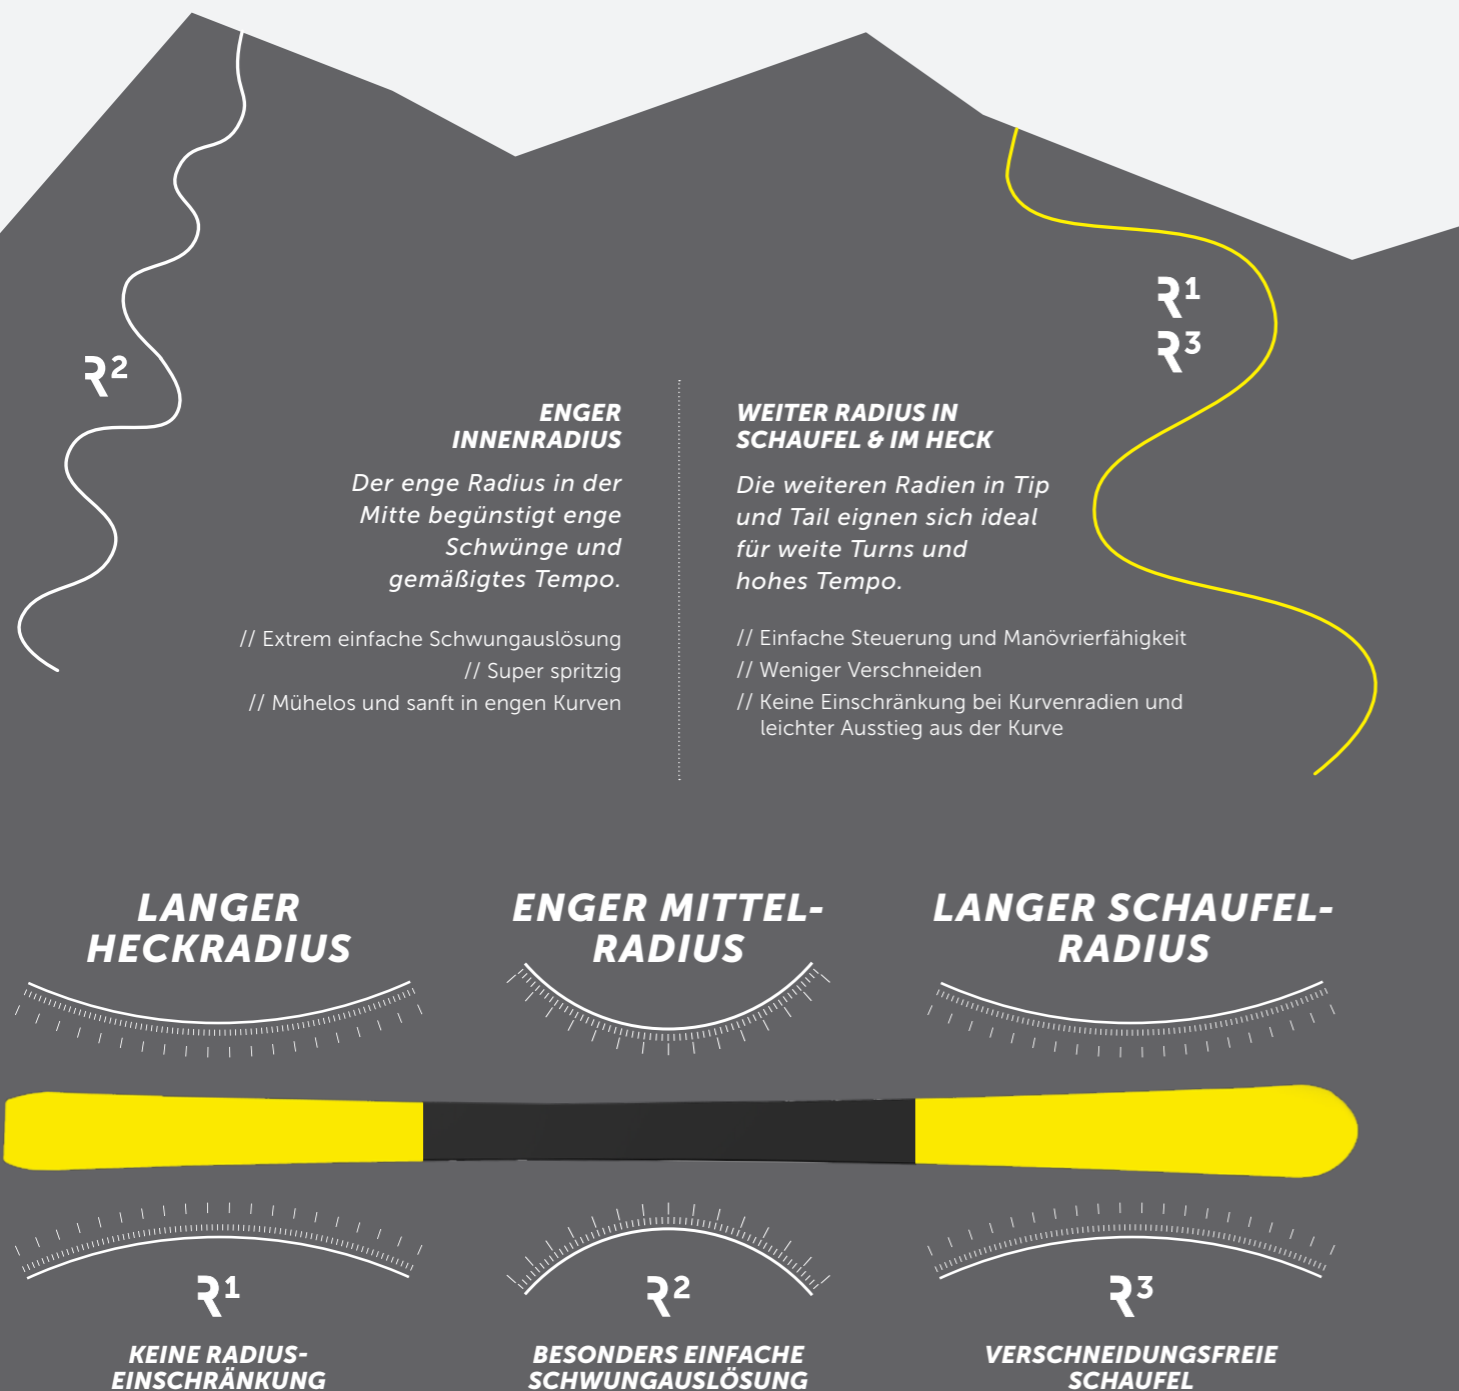 R²
R¹
R³
ENGER
INNENRADIUS
Der enge Radius in der
Mitte begünstigt enge
Schwünge und
gemäßigtes Tempo.
// Extrem einfache Schwungauslösung
// Super spritzig
// Mühelos und sanft in engen Kurven
WEITER RADIUS IN
SCHAUFEL & IM HECK
Die weiteren Radien in Tip
und Tail eignen sich ideal
für weite Turns und
hohes Tempo.
// Einfache Steuerung und Manövrierfähigkeit
// Weniger Verschneiden
// Keine Einschränkung bei Kurvenradien und
leichter Ausstieg aus der Kurve
LANGER
HECKRADIUS
ENGER MITTEL-
RADIUS
LANGER SCHAUFEL-
RADIUS
R¹
KEINE RADIUS-
EINSCHRÄNKUNG
R²
BESONDERS EINFACHE
SCHWUNGAUSLÖSUNG
R³
VERSCHNEIDUNGSFREIE
SCHAUFEL